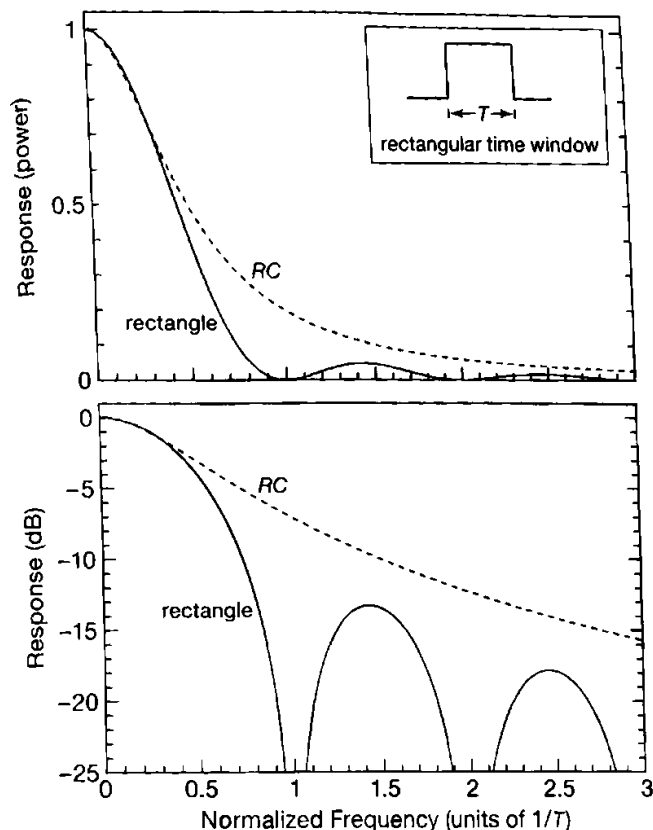 1
0.5
0
Response (power)
T
rectangular time window
RC
rectangle
0
−5
−10
−15
−20
−25
Response (dB)
RC
rectangle
0
0.5
1
1.5
2
2.5
3
Normalized Frequency (units of 1/T)